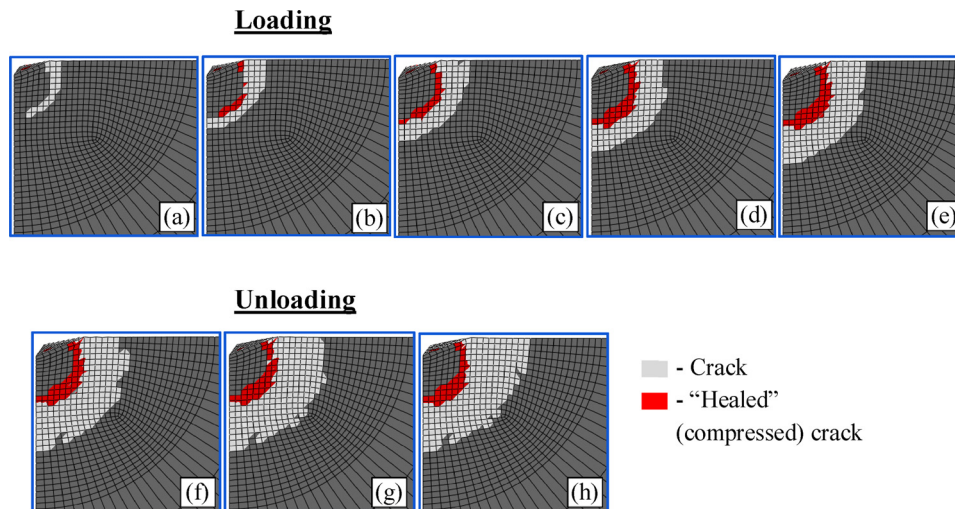 Loading
(a)
(b)
(c)
(d)
(e)
Unloading
(f)
(g)
(h)
- Crack
- “Healed”
(compressed) crack